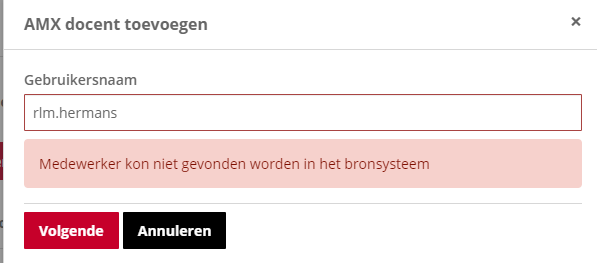 AMX docent toevoegen ×
Gebruikersnaam
rlm.hermans
Medewerker kon niet gevonden worden in het bronsysteem
Volgende Annuleren